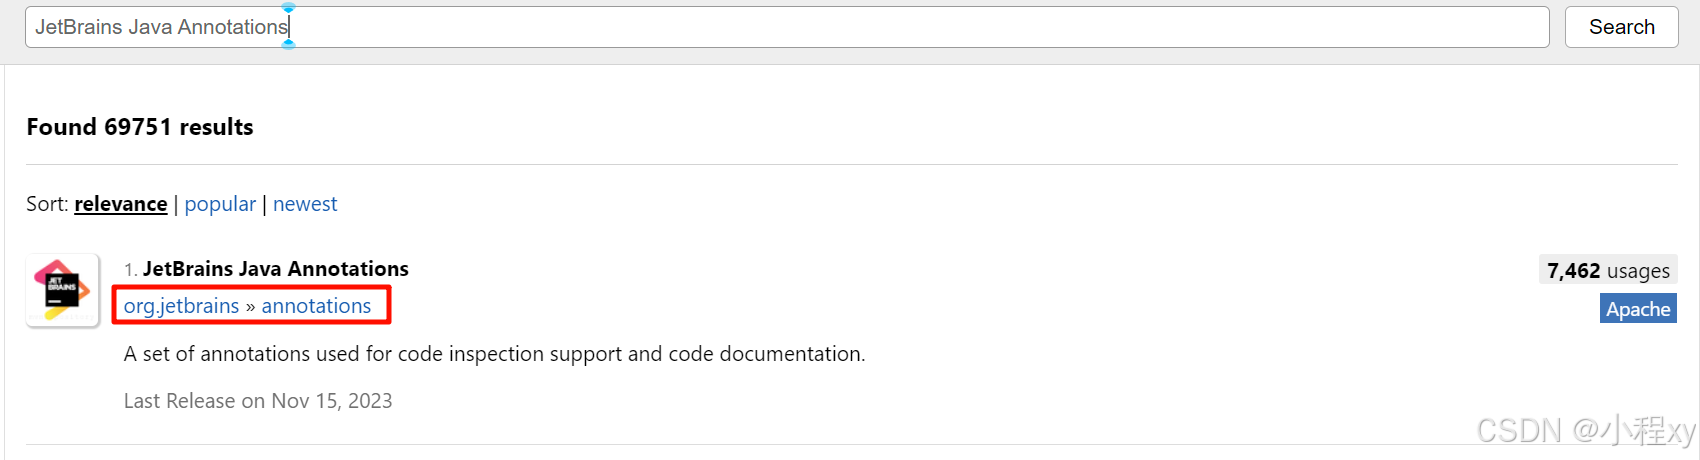 JetBrains Java Annotations
Search
Found 69751 results
Sort: relevance | popular | newest
JET
BRAINS
1. JetBrains Java Annotations
7,462 usages
org.jetbrains » annotations
Apache
A set of annotations used for code inspection support and code documentation.
Last Release on Nov 15, 2023
CSDN @小程xy